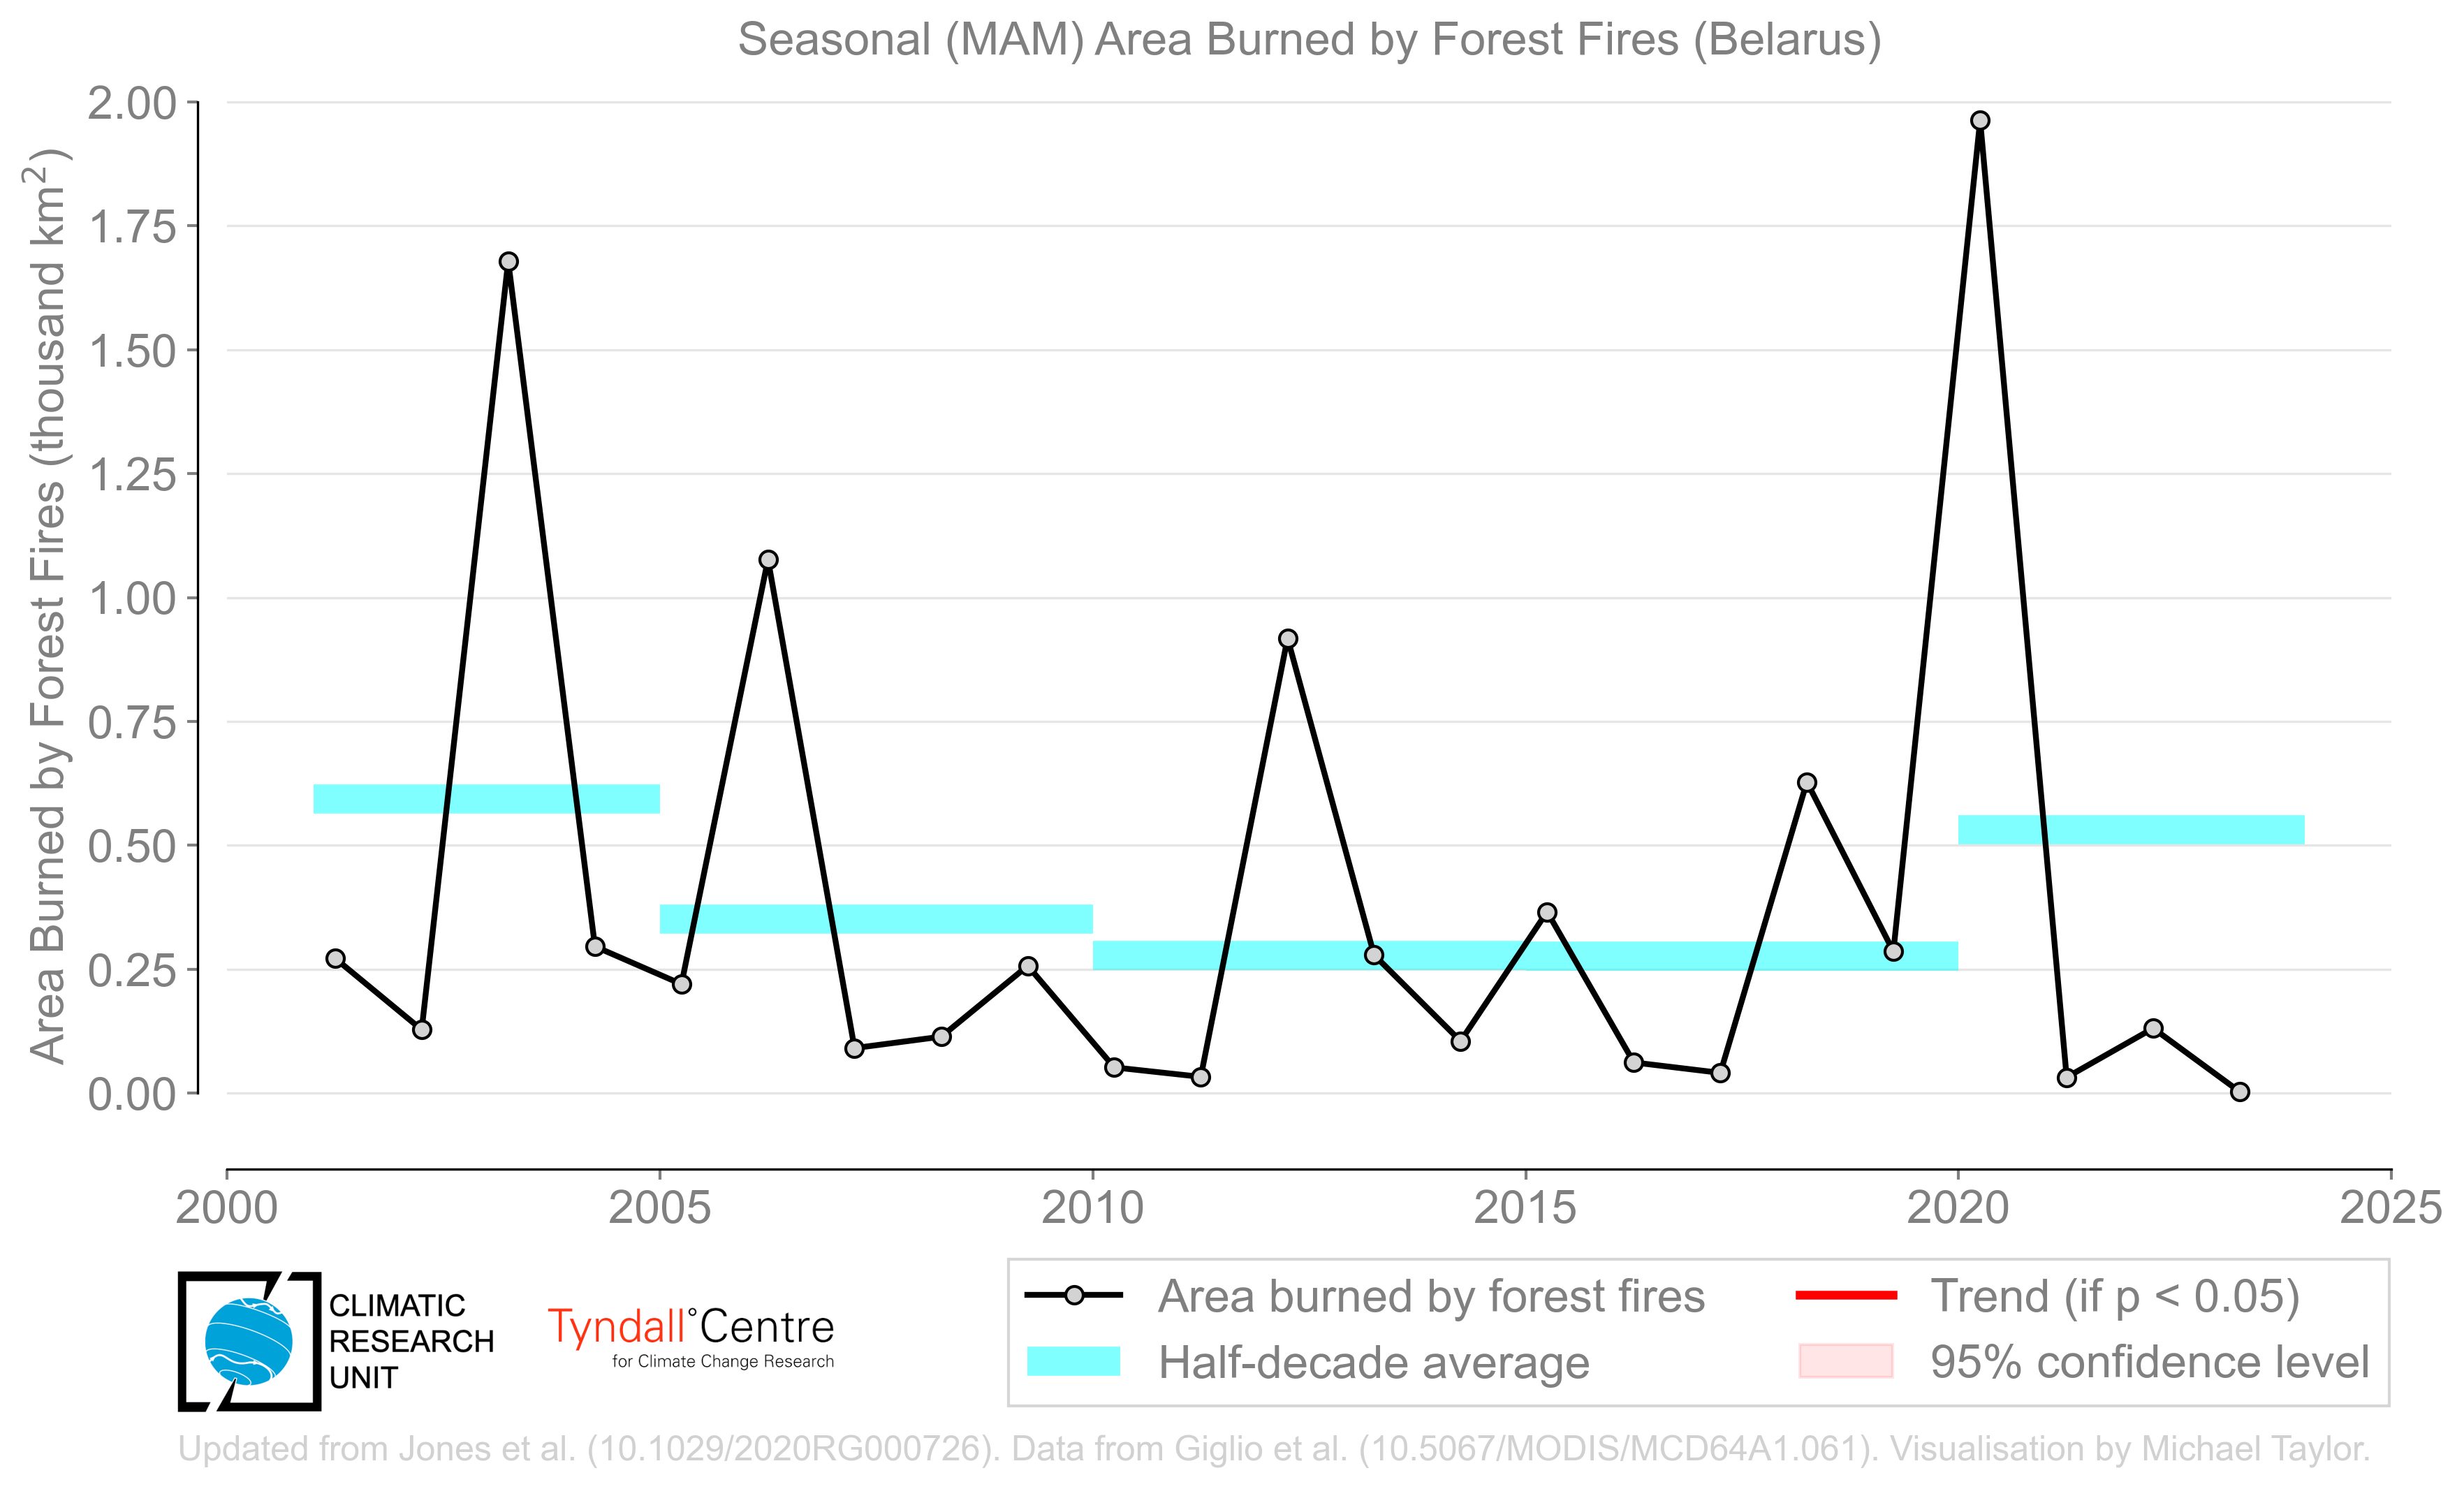 Seasonal (MAM) Area Burned by Forest Fires (Belarus)
Area Burned by Forest Fires (thousand km²)
2.00
1.75
1.50
1.25
1.00
0.75
0.50
0.25
0.00
2000 2005 2010 2015 2020 2025
Area burned by forest fires
Trend (if p < 0.05)
Half-decade average
95% confidence level
CLIMATIC
RESEARCH
UNIT
Tyndall°Centre
for Climate Change Research
Updated from Jones et al. (10.1029/2020RG000726). Data from Giglio et al. (10.5067/MODIS/MCD64A1.061). Visualisation by Michael Taylor.